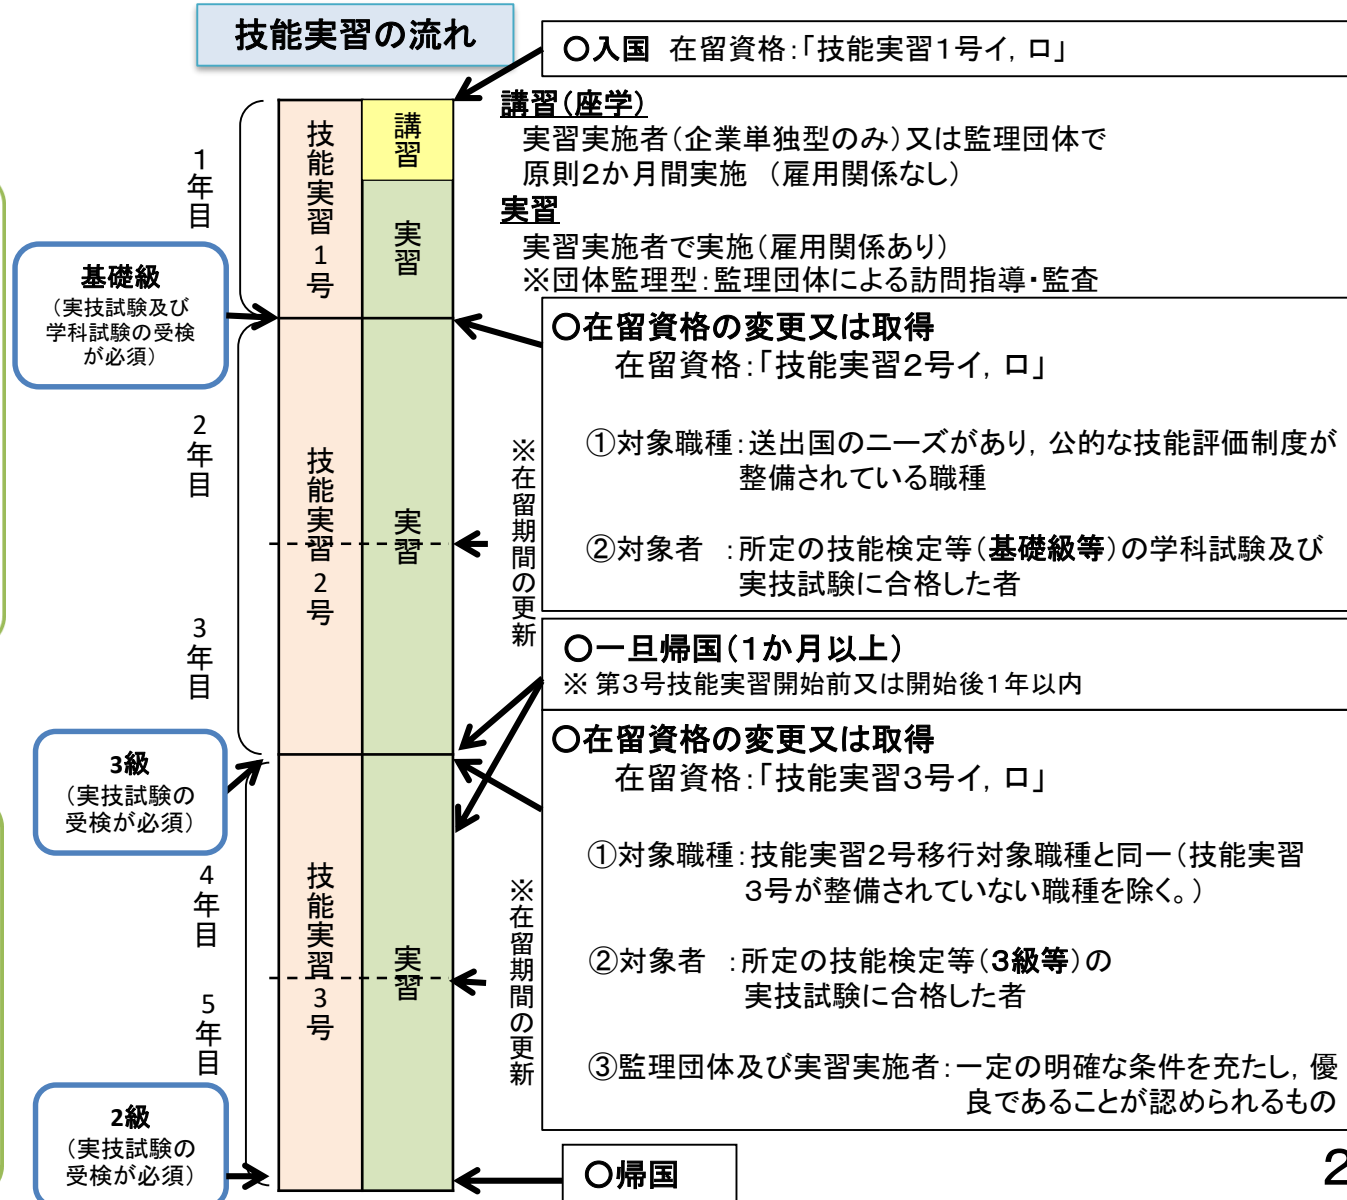 技能実習の流れ
○入国 在留資格：「技能実習1号イ，ロ」
講習（座学）
実習実施者（企業単独型のみ）又は監理団体で
原則2か月間実施 （雇用関係なし）
実習
実習実施者で実施（雇用関係あり）
※団体監理型：監理団体による訪問指導・監査
1年目
技能実習1号
講習
実習
基礎級
（実技試験及び
学科試験の受検
が必須）
○在留資格の変更又は取得
在留資格：「技能実習2号イ，ロ」
①対象職種：送出国のニーズがあり，公的な技能評価制度が
整備されている職種
②対象者 ：所定の技能検定等（基礎級等）の学科試験及び
実技試験に合格した者
2年目
技能実習2号
実習
※在留期間の更新
3年目
○一旦帰国（1か月以上）
※ 第3号技能実習開始前又は開始後1年以内
3級
（実技試験の
受検が必須）
○在留資格の変更又は取得
在留資格：「技能実習3号イ，ロ」
①対象職種：技能実習2号移行対象職種と同一（技能実習
3号が整備されていない職種を除く。）
②対象者 ：所定の技能検定等（3級等）の
実技試験に合格した者
③監理団体及び実習実施者：一定の明確な条件を充たし，優
良であることが認められるもの
4年目
技能実習3号
実習
※在留期間の更新
5年目
2級
（実技試験の
受検が必須）
○帰国
2